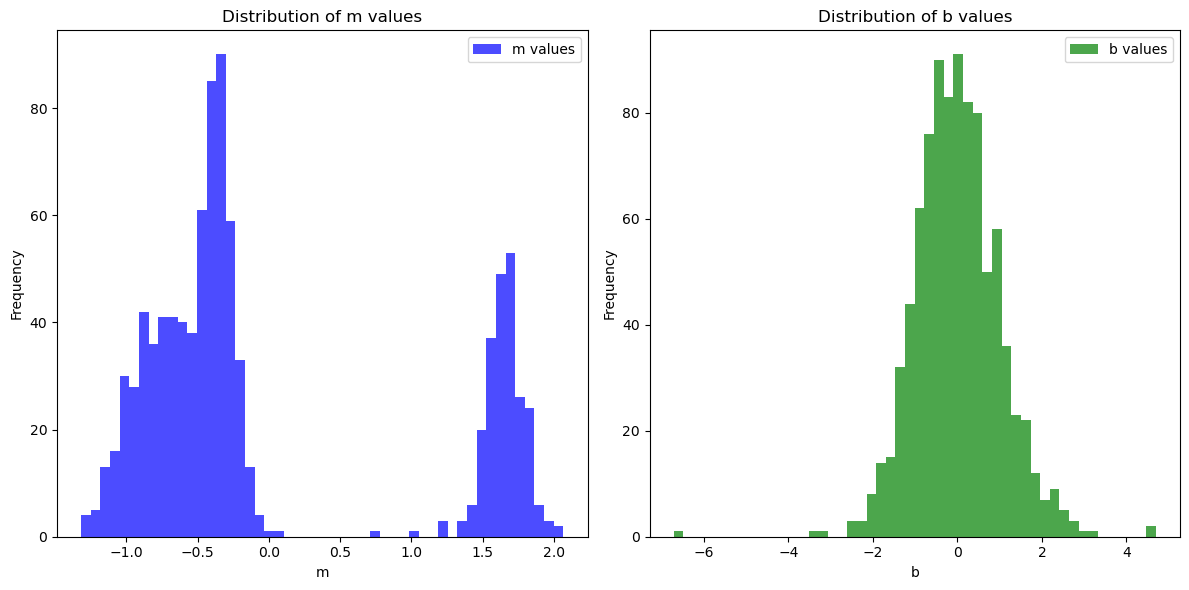 Distribution of m values
m values
Frequency
80
60
40
20
0
−1.0 −0.5 0.0 0.5 1.0 1.5 2.0
m
Distribution of b values
b values
Frequency
80
60
40
20
0
−6 −4 −2 0 2 4
b